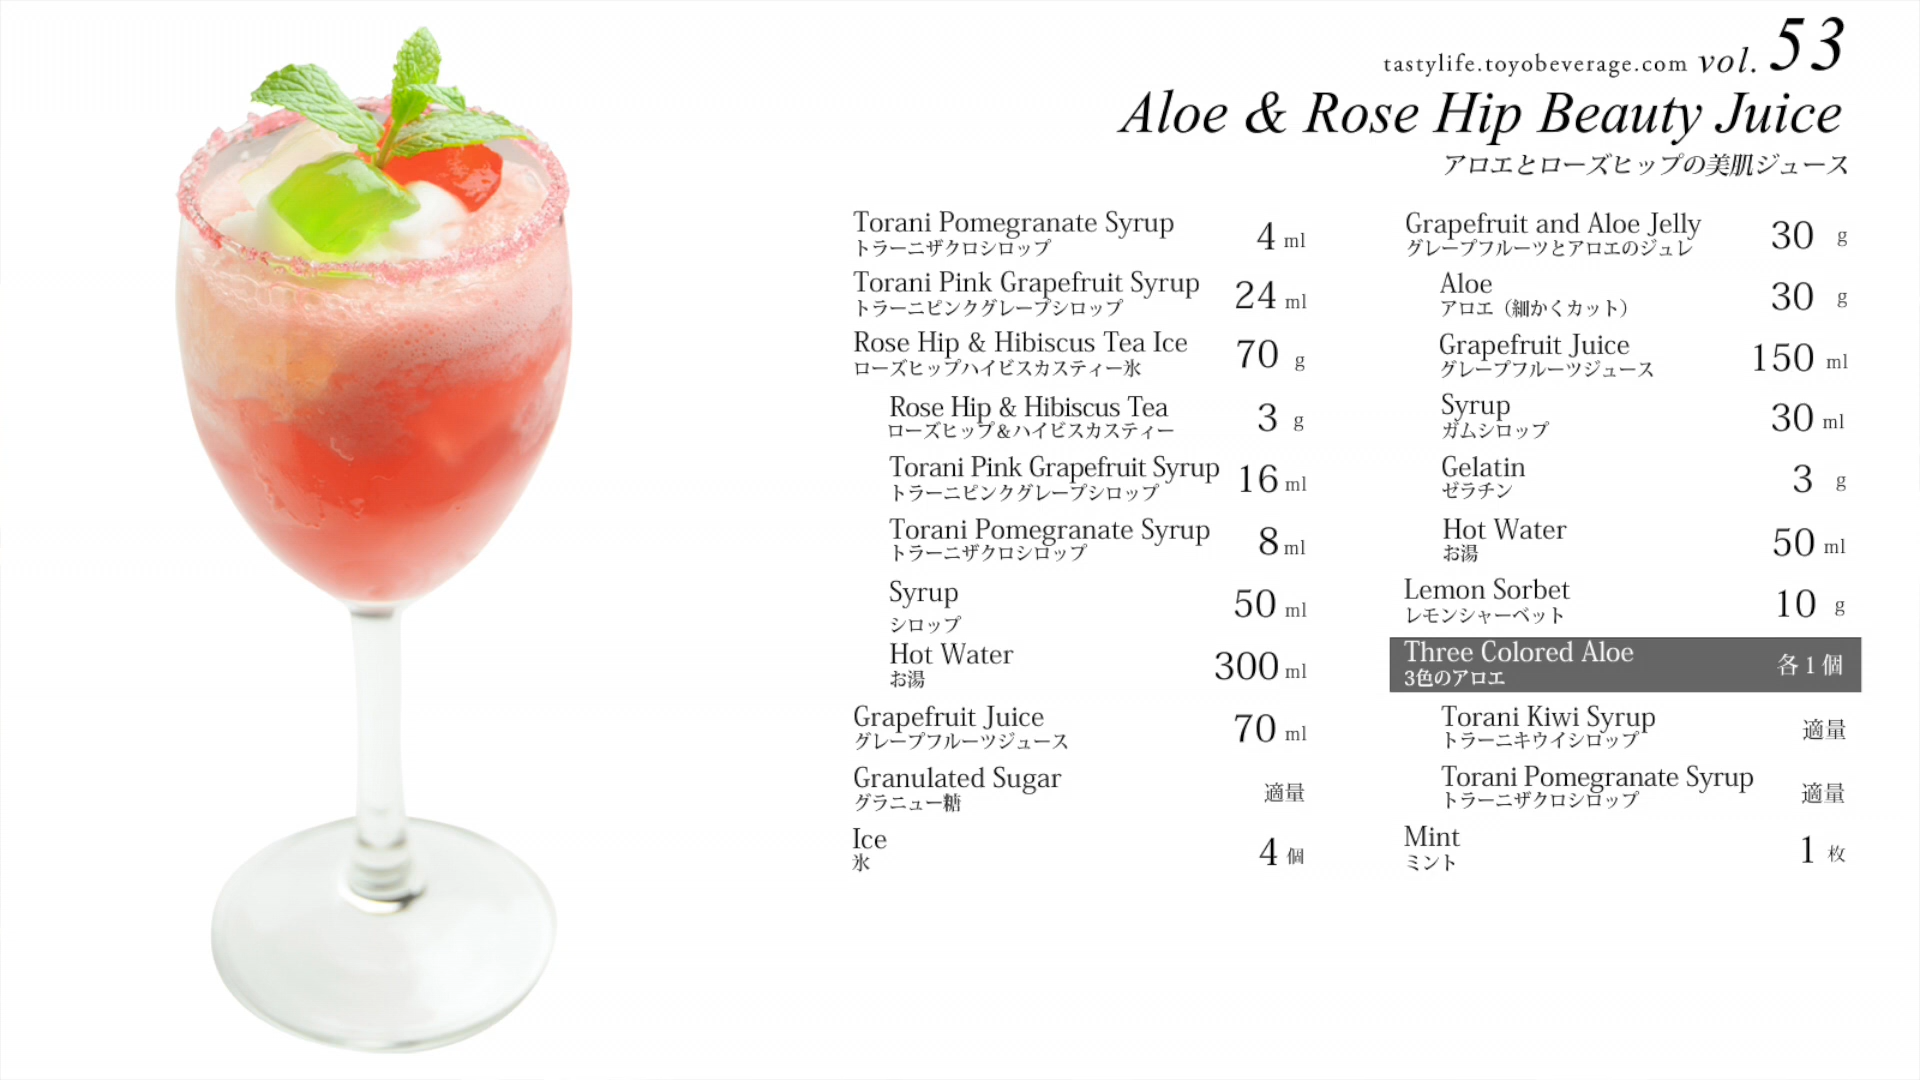 tastylife.toyobeverage.com vol. 53
Aloe & Rose Hip Beauty Juice
アロエとローズヒップの美肌ジュース
Torani Pomegranate Syrup 4 ml
トラーニザクロシロップ
Torani Pink Grapefruit Syrup 24 ml
トラーニピンクグレープシロップ
Rose Hip & Hibiscus Tea Ice 70 g
ローズヒップハイビスカスティー氷
Rose Hip & Hibiscus Tea 3 g
ローズヒップ&ハイビスカスティー
Torani Pink Grapefruit Syrup 16 ml
トラーニピンクグレープシロップ
Torani Pomegranate Syrup 8 ml
トラーニザクロシロップ
Syrup 50 ml
シロップ
Hot Water 300 ml
お湯
Grapefruit Juice 70 ml
グレープフルーツジュース
Granulated Sugar 適量
グラニュー糖
Ice 4 個
氷
Grapefruit and Aloe Jelly 30 g
グレープフルーツとアロエのジュレ
Aloe 30 g
アロエ（細かくカット）
Grapefruit Juice 150 ml
グレープフルーツジュース
Syrup 30 ml
ガムシロップ
Gelatin 3 g
ゼラチン
Hot Water 50 ml
お湯
Lemon Sorbet 10 g
レモンシャーベット
Three Colored Aloe 各1個
3色のアロエ
Torani Kiwi Syrup 適量
トラーニキウイシロップ
Torani Pomegranate Syrup 適量
トラーニザクロシロップ
Mint 1 枚
ミント